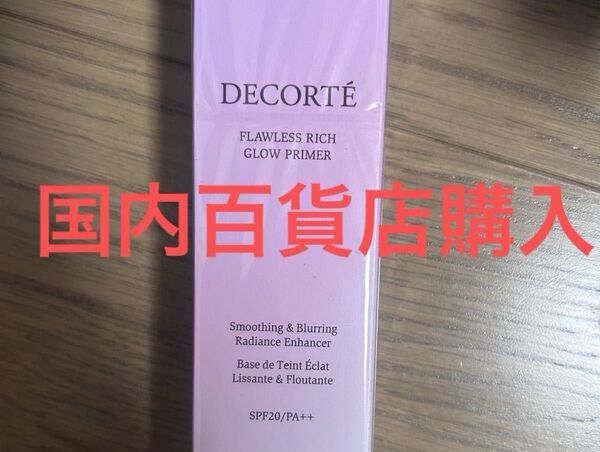 DECORTÉ
FLAWLESS RICH
GLOW PRIMER
国内百貨店購入
Smoothing & Blurring
Radiance Enhancer
Base de Teint Éclat
Lissante & Floutante
SPF20/PA++